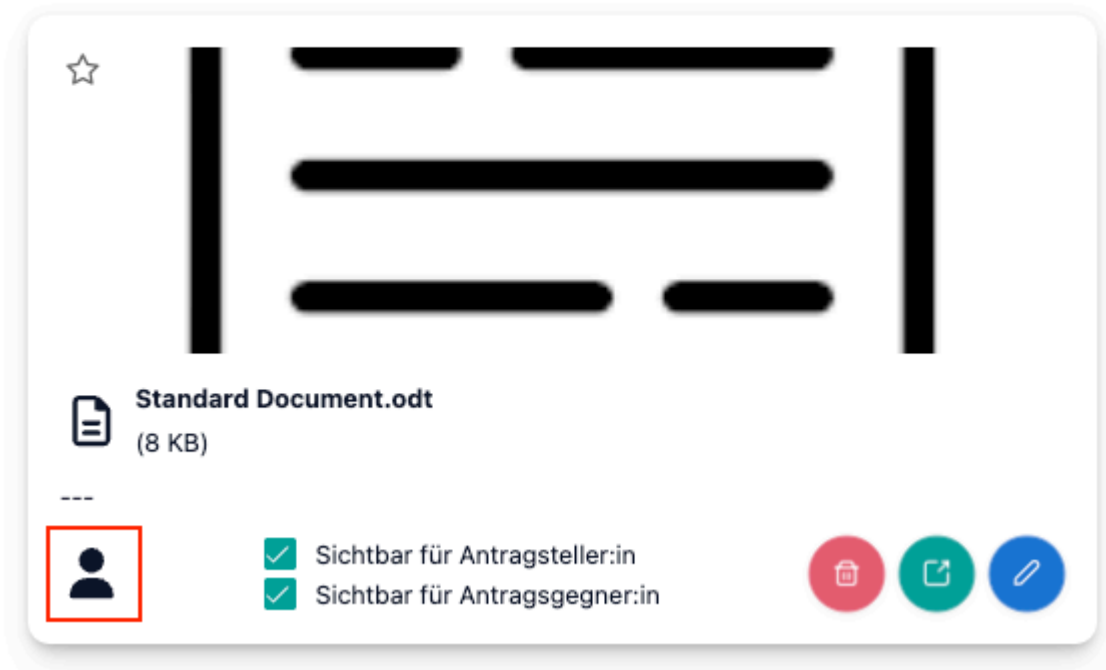 Standard Document.odt
(8 KB)
---
Sichtbar für Antragsteller:in
Sichtbar für Antragsgegner:in